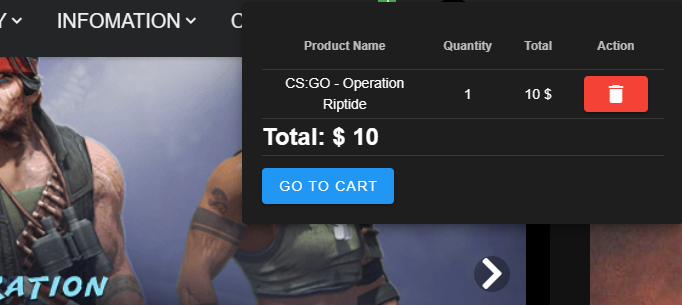 Y INFOMATION C
Product Name Quantity Total Action
CS:GO - Operation
Riptide
1 10 $
Total: $ 10
GO TO CART
RATION